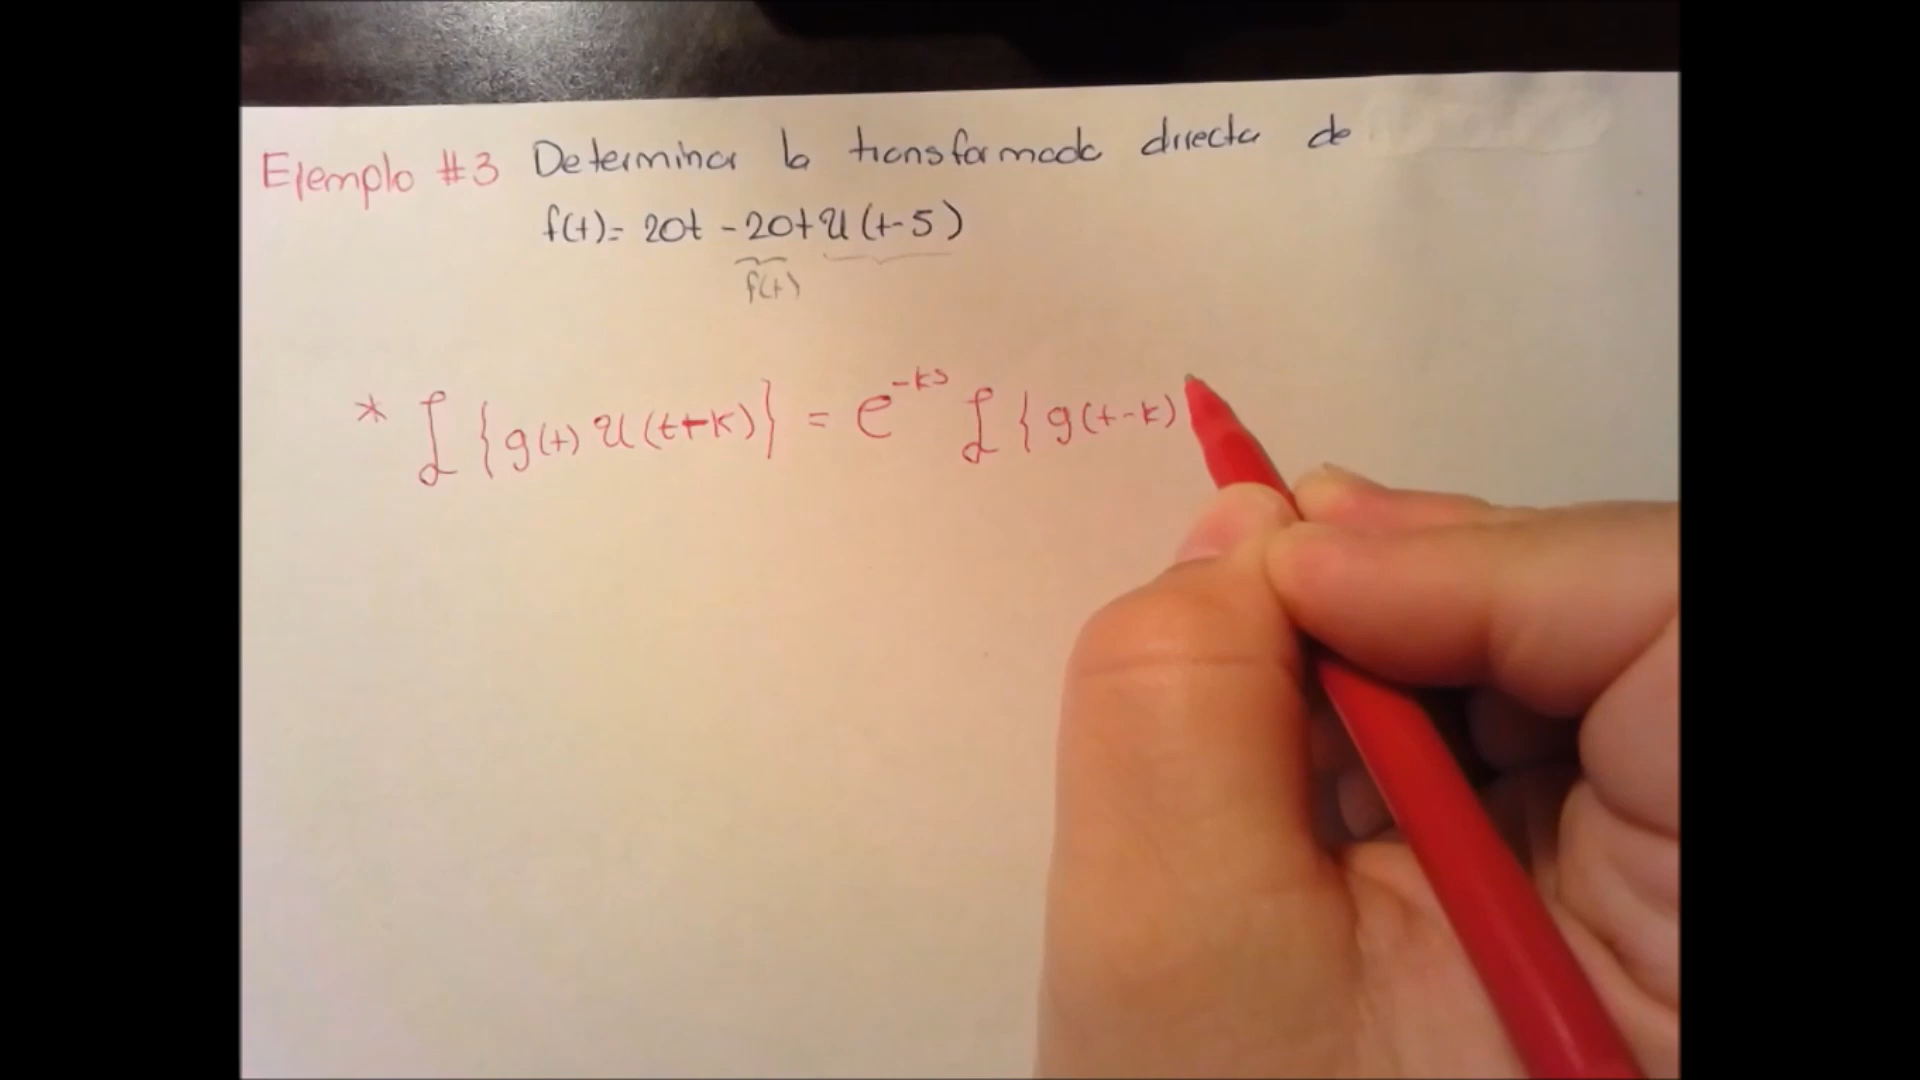 Ejemplo #3 Determinar la transformada directa de
f(t)= 20t - 20t U(t-5)
f(t)
* ℒ{g(t) U(t+k)} = e^-ks ℒ{g(t-k)